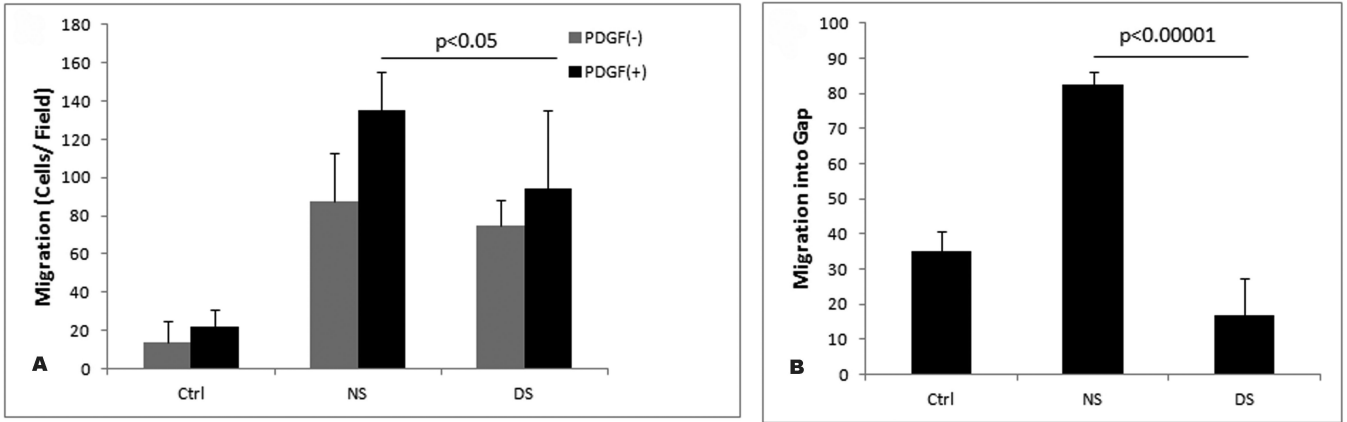 180
160
140
120
100
80
60
40
20
0
Migration (Cells/ Field)
p<0.05
PDGF(-)
PDGF(+)
Ctrl
NS
DS
A
100
90
80
70
60
50
40
30
20
10
0
Migration into Gap
p<0.00001
Ctrl
NS
DS
B